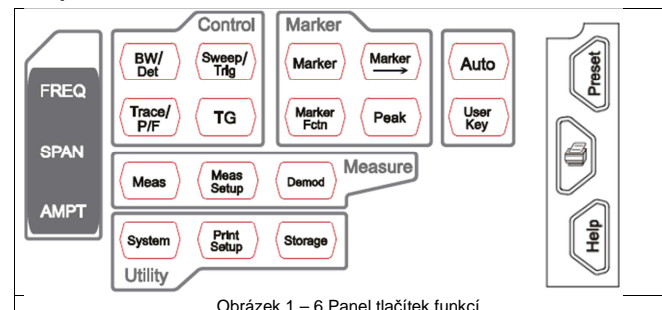 Control
Marker
BW/
Det
Sweep/
Trig
Marker
Marker
Auto
Preset
FREQ
Trace/
P/F
TG
Marker
Fctn
Peak
User
Key
SPAN
Meas
Meas
Setup
Demod
Measure
AMPT
System
Print
Setup
Storage
Help
Utility
Obrázek 1 – 6 Panel tlačítek funkcí